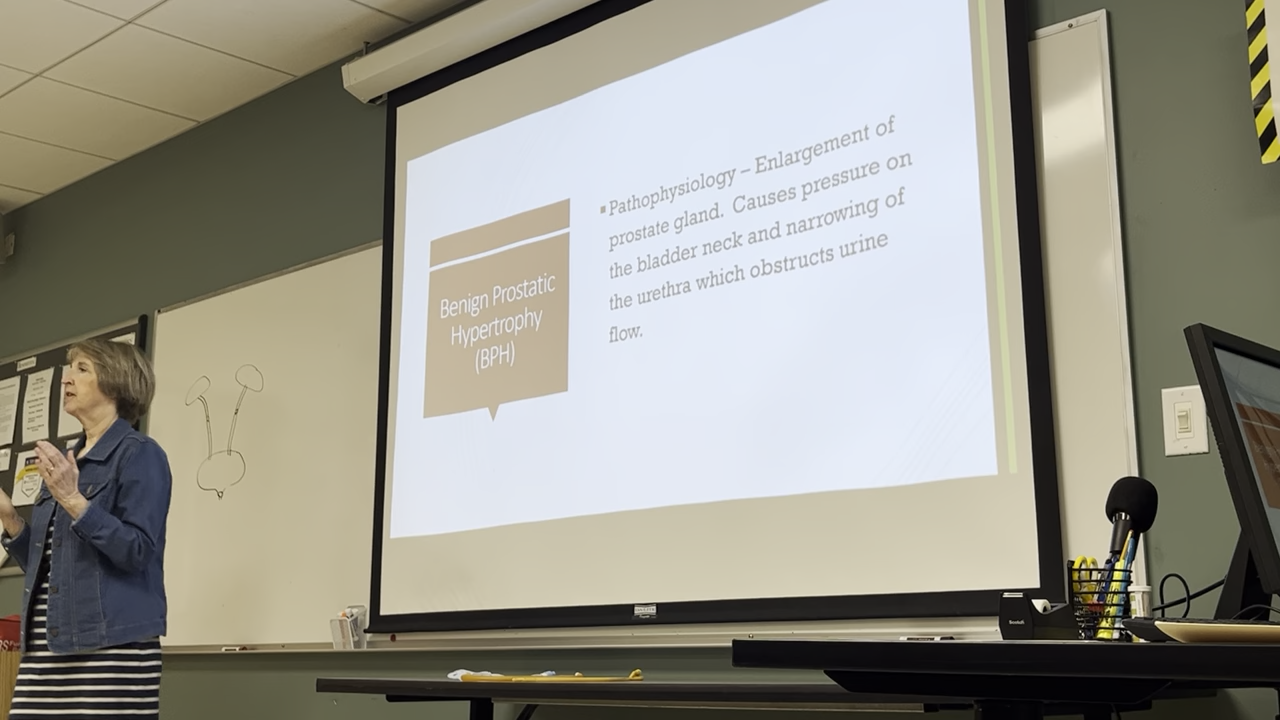 Benign Prostatic
Hypertrophy
(BPH)
▪Pathophysiology – Enlargement of
prostate gland. Causes pressure on
the bladder neck and narrowing of
the urethra which obstructs urine
flow.